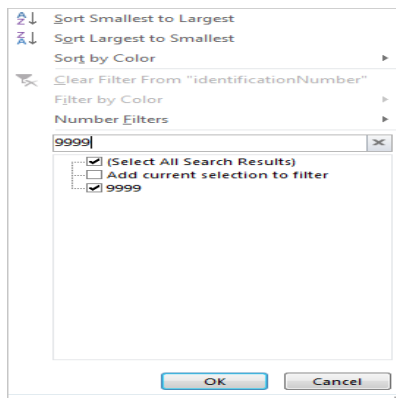 Sort Smallest to Largest
Sort Largest to Smallest
Sort by Color
Clear Filter From "identificationNumber"
Filter by Color
Number Filters
9999
(Select All Search Results)
Add current selection to filter
9999
OK Cancel